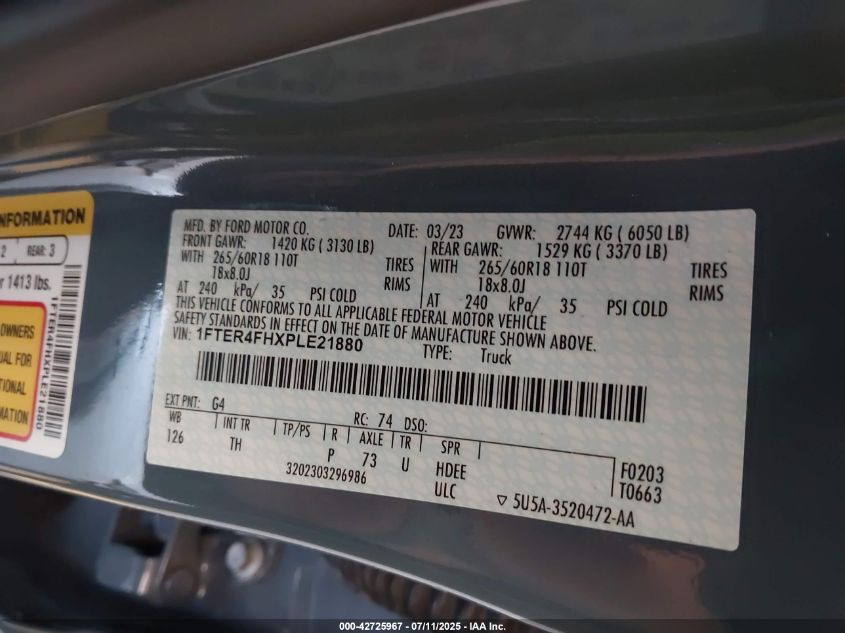 INFORMATION
2 REAR: 3
r 1413 lbs.
OWNERS
UAL FOR
TIONAL
MATION
1FTER4FHXPLE21880
MFD. BY FORD MOTOR CO. DATE: 03/23 GVWR: 2744 KG ( 6050 LB)
FRONT GAWR: 1420 KG ( 3130 LB) REAR GAWR: 1529 KG ( 3370 LB)
WITH 265/60R18 110T TIRES WITH 265/60R18 110T TIRES
18x8.0J RIMS 18x8.0J RIMS
AT 240 kPa/ 35 PSI COLD AT 240 kPa/ 35 PSI COLD
THIS VEHICLE CONFORMS TO ALL APPLICABLE FEDERAL MOTOR VEHICLE
SAFETY STANDARDS IN EFFECT ON THE DATE OF MANUFACTURE SHOWN ABOVE.
VIN: 1FTER4FHXPLE21880 TYPE: Truck
EXT PNT: G4 RC: 74 DSO:
WB INT TR TP/PS R AXLE TR SPR
126 TH P 73 U HDEE F0203
3202303296986 ULC T0663
5U5A-3520472-AA
000-42725967 - 07/11/2025 - IAA Inc.